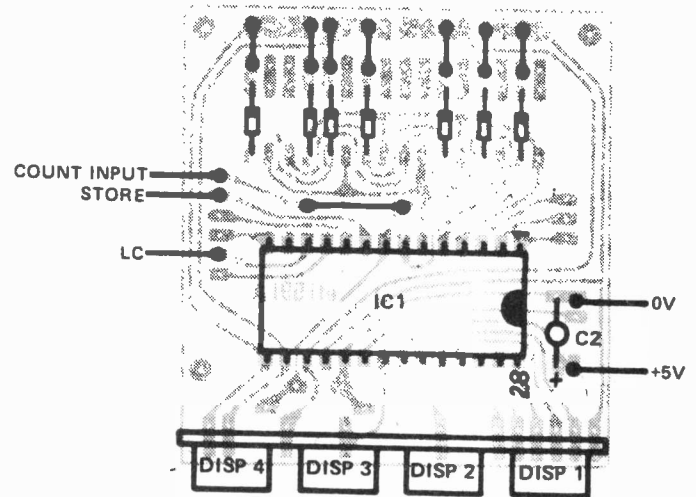 COUNT INPUT
STORE
LC
IC1
0V
C2
+
+5V
28
DISP 4
DISP 3
DISP 2
DISP 1